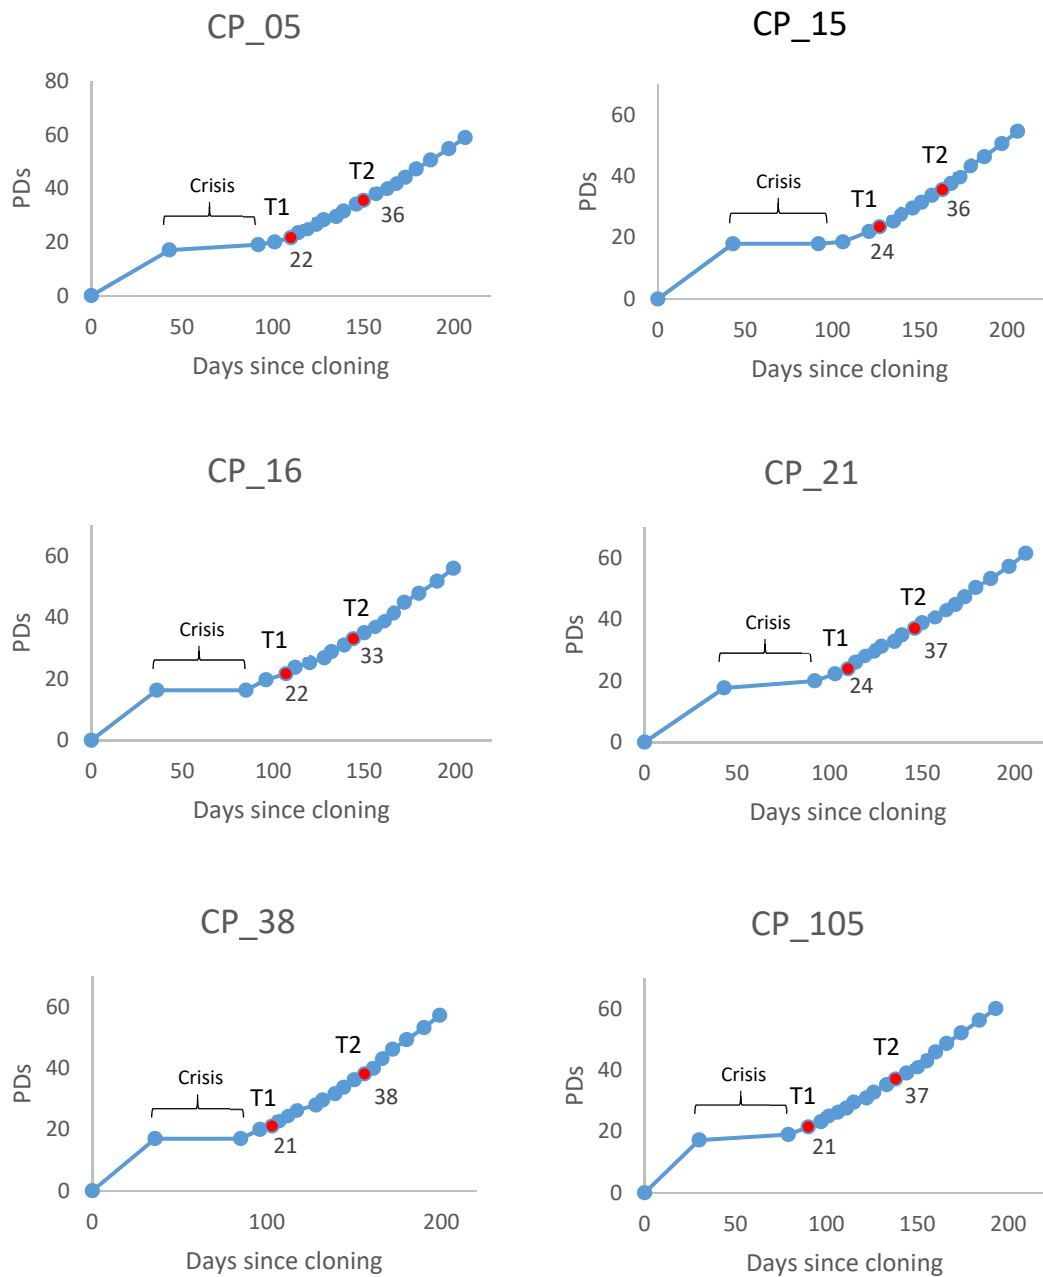 CP_05
80
60
40
20
0
PDs
Crisis
T1
T2
22
36
0 50 100 150 200
Days since cloning
CP_15
60
40
20
0
PDs
Crisis
T1
T2
24
36
0 50 100 150 200
Days since cloning
CP_16
60
40
20
0
PDs
Crisis
T1
T2
22
33
0 50 100 150 200
Days since cloning
CP_21
60
40
20
0
PDs
Crisis
T1
T2
24
37
0 50 100 150 200
Days since cloning
CP_38
60
40
20
0
PDs
Crisis
T1
T2
21
38
0 100 200
Days since cloning
CP_105
60
40
20
0
PDs
Crisis
T1
T2
21
37
0 50 100 150 200
Days since cloning